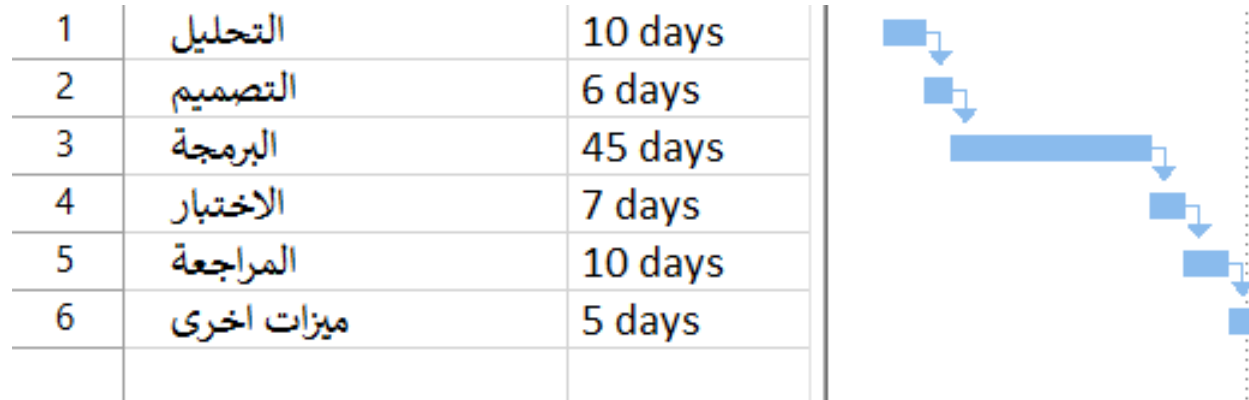 1 التحليل 10 days
2 التصميم 6 days
3 البرمجة 45 days
4 الاختبار 7 days
5 المراجعة 10 days
6 ميزات اخرى 5 days